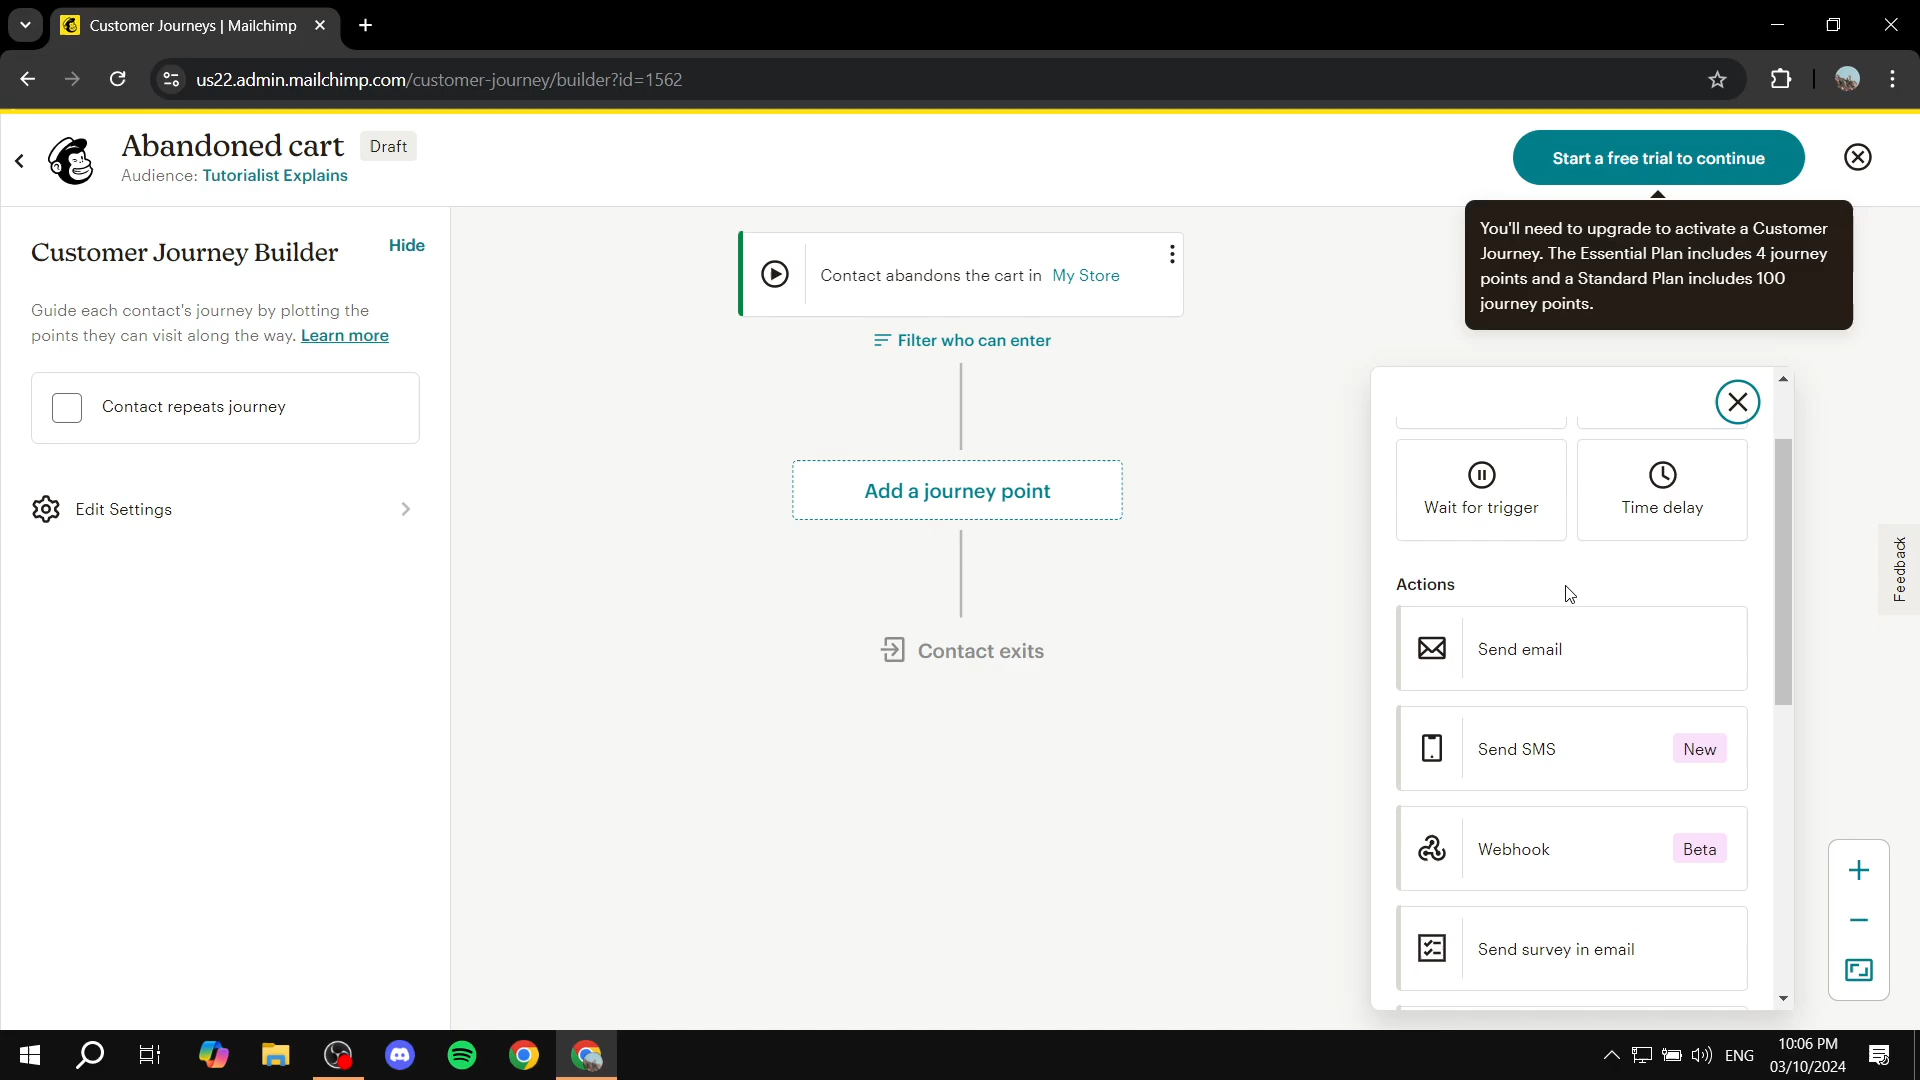 Customer Journeys | Mailchimp
us22.admin.mailchimp.com/customer-journey/builder?id=1562
Abandoned cart
Draft
Audience: Tutorialist Explains
Start a free trial to continue
You'll need to upgrade to activate a Customer
Journey. The Essential Plan includes 4 journey
points and a Standard Plan includes 100
journey points.
Customer Journey Builder
Hide
Guide each contact's journey by plotting the
points they can visit along the way. Learn more
Contact repeats journey
Edit Settings
Contact abandons the cart in My Store
Filter who can enter
Add a journey point
Contact exits
Wait for trigger
Time delay
Actions
Send email
Send SMS
New
Webhook
Beta
Send survey in email
Feedback
ENG
10:06 PM
03/10/2024